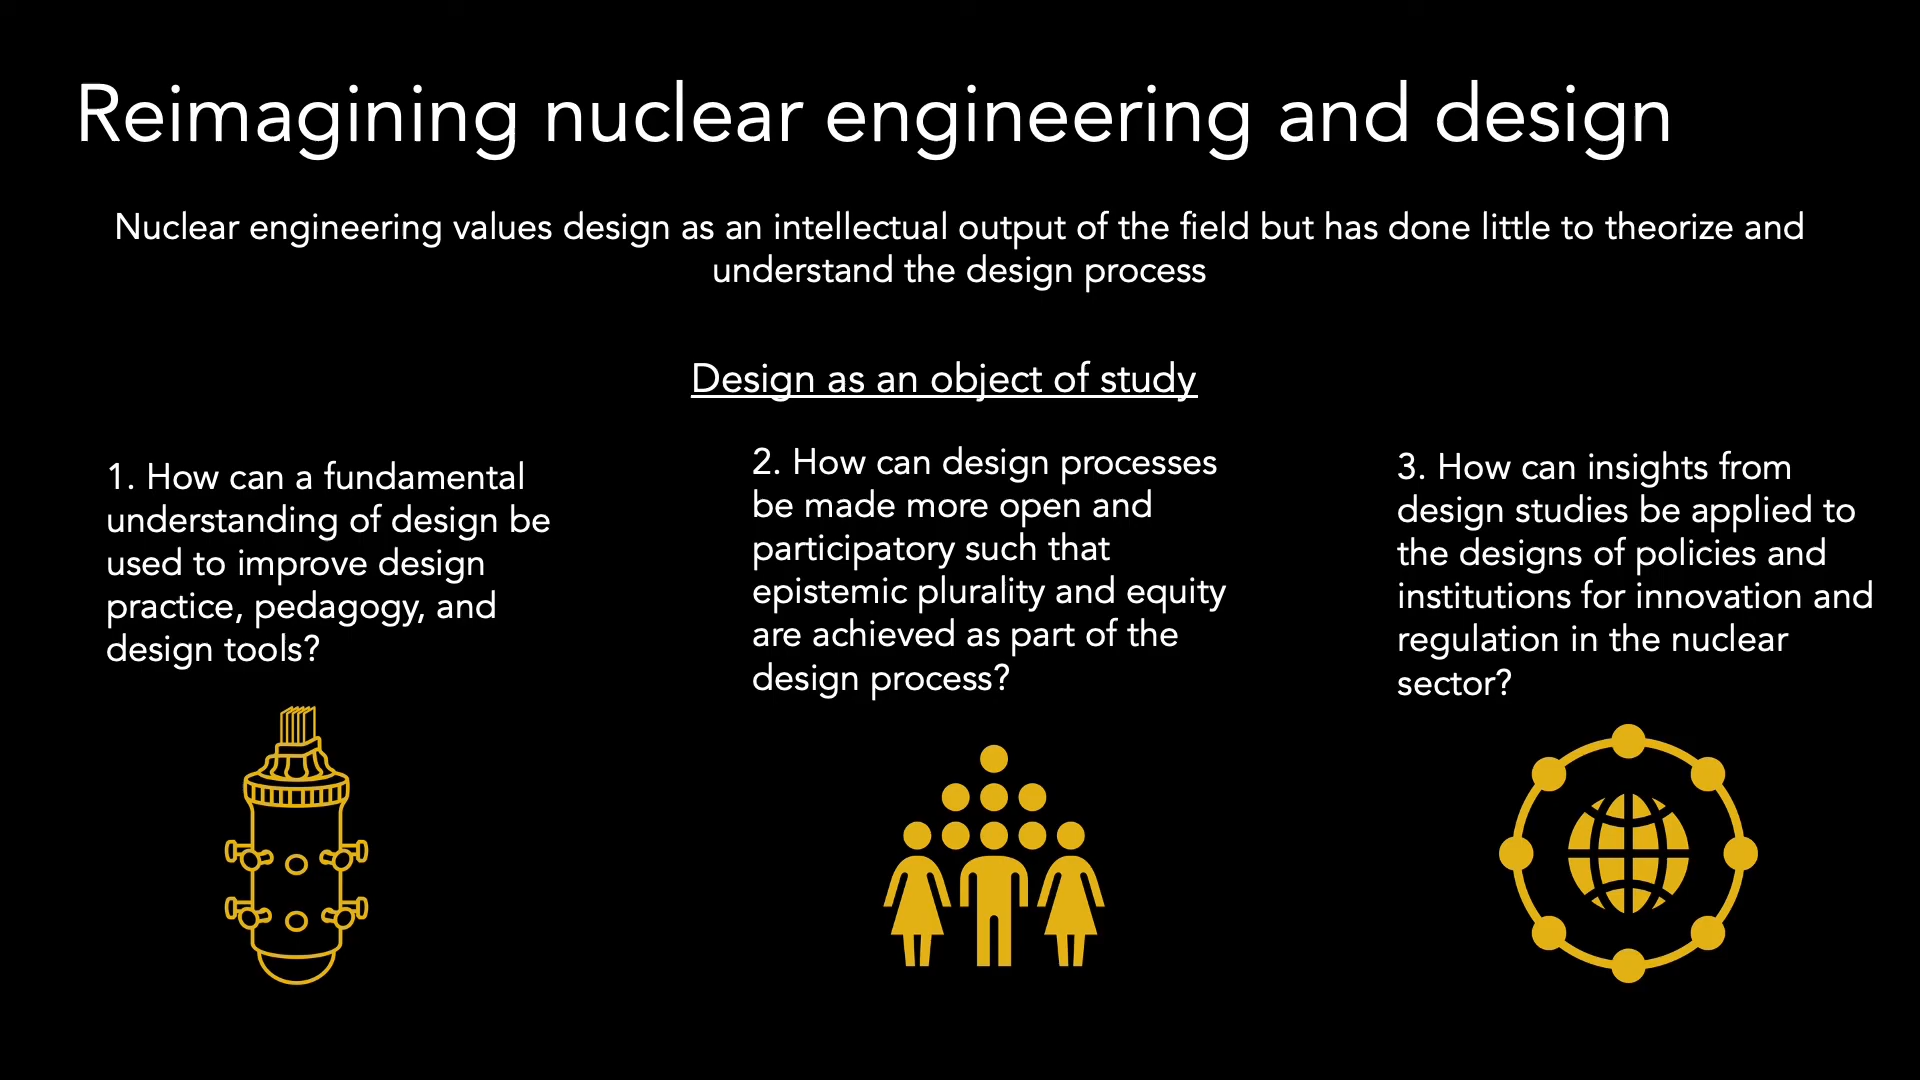 Reimagining nuclear engineering and design
Nuclear engineering values design as an intellectual output of the field but has done little to theorize and
understand the design process
Design as an object of study
1. How can a fundamental
understanding of design be
used to improve design
practice, pedagogy, and
design tools?
2. How can design processes
be made more open and
participatory such that
epistemic plurality and equity
are achieved as part of the
design process?
3. How can insights from
design studies be applied to
the designs of policies and
institutions for innovation and
regulation in the nuclear
sector?